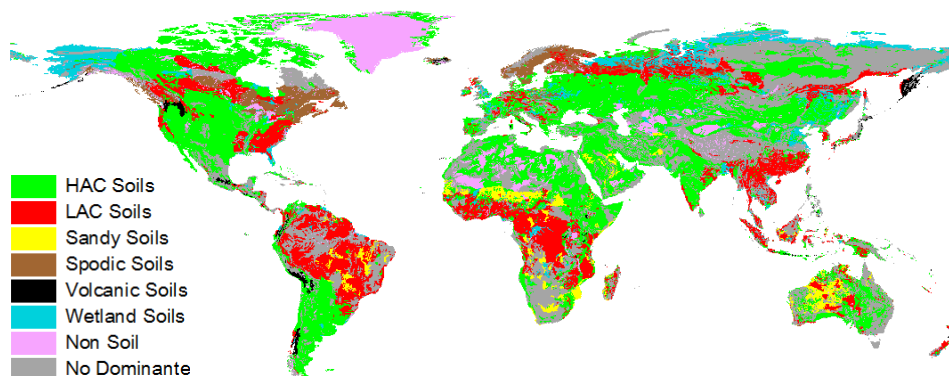 HAC Soils
LAC Soils
Sandy Soils
Spodic Soils
Volcanic Soils
Wetland Soils
Non Soil
No Dominante